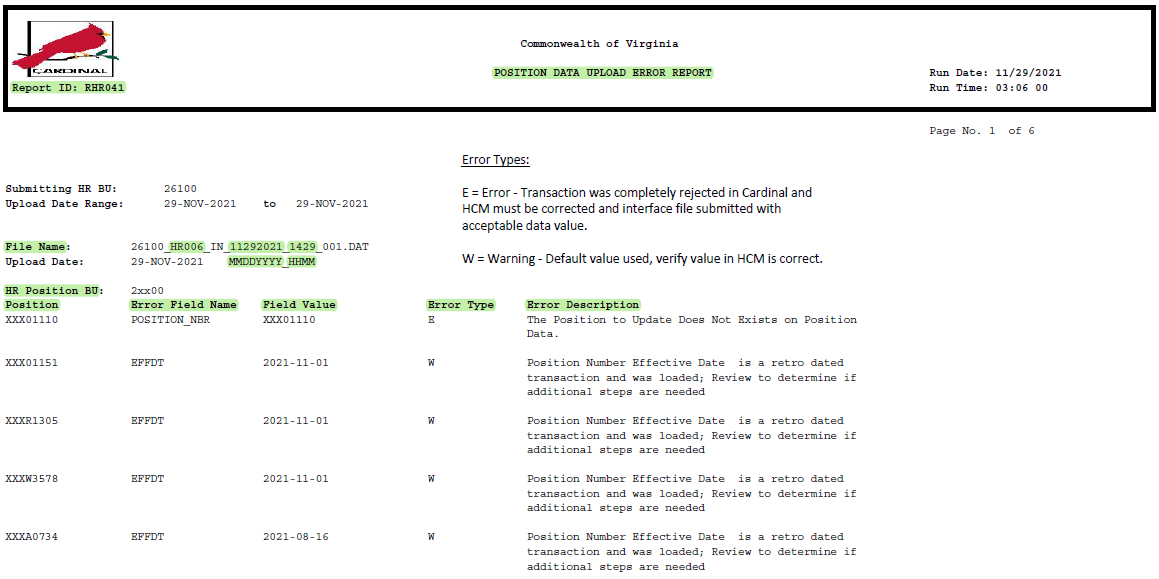 Commonwealth of Virginia
CARDINAL
POSITION DATA UPLOAD ERROR REPORT
Run Date: 11/29/2021
Report ID: RHR041
Run Time: 03:06 00
Page No. 1 of 6
Error Types:
E = Error - Transaction was completely rejected in Cardinal and
HCM must be corrected and interface file submitted with
acceptable data value.
W = Warning - Default value used, verify value in HCM is correct.
Submitting HR BU: 26100
Upload Date Range: 29-NOV-2021 to 29-NOV-2021
File Name: 26100_HR006_IN_11292021_1429_001.DAT
Upload Date: 29-NOV-2021 MMDDYYYY_HHMM
HR Position BU: 2xx00
Position Error Field Name Field Value Error Type Error Description
XXX01110 POSITION_NBR XXX01110 E The Position to Update Does Not Exists on Position
Data.
XXX01151 EFFDT 2021-11-01 W Position Number Effective Date is a retro dated
transaction and was loaded; Review to determine if
additional steps are needed
XXXR1305 EFFDT 2021-11-01 W Position Number Effective Date is a retro dated
transaction and was loaded; Review to determine if
additional steps are needed
XXXW3578 EFFDT 2021-11-01 W Position Number Effective Date is a retro dated
transaction and was loaded; Review to determine if
additional steps are needed
XXXA0734 EFFDT 2021-08-16 W Position Number Effective Date is a retro dated
transaction and was loaded; Review to determine if
additional steps are needed